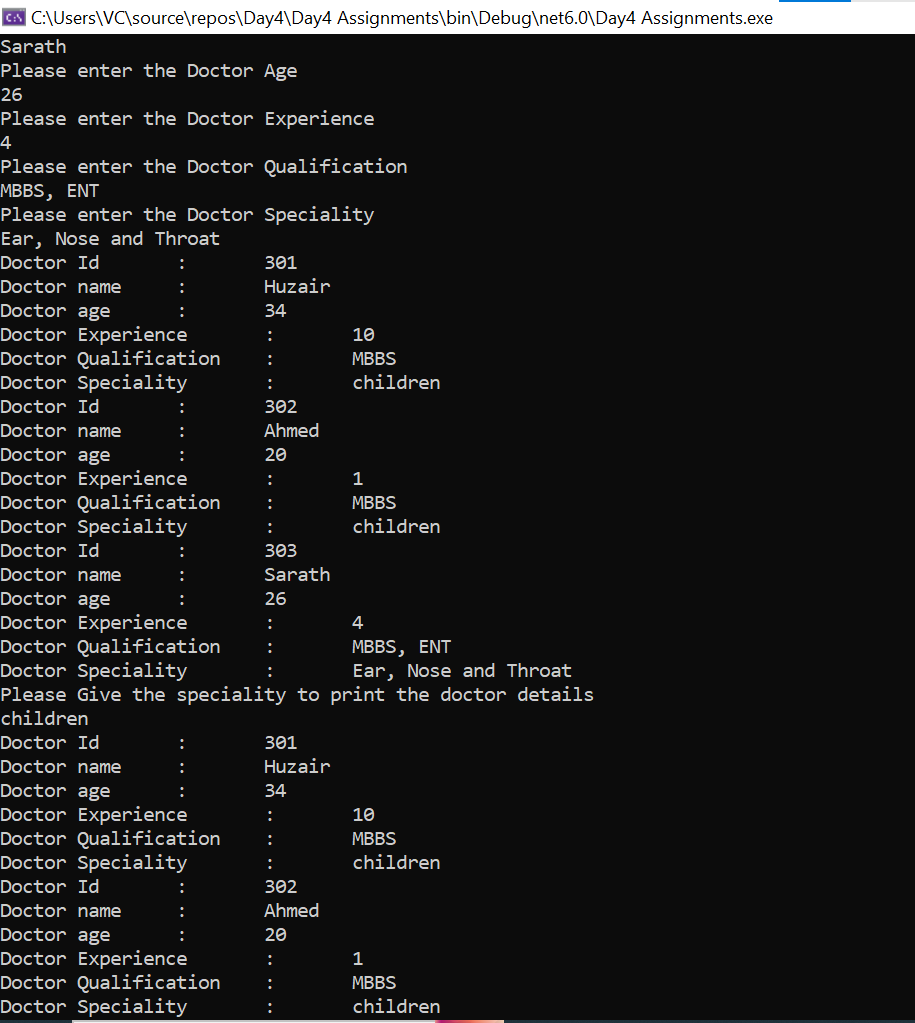 C:\Users\VC\source\repos\Day4\Day4 Assignments\bin\Debug\net6.0\Day4 Assignments.exe
Sarath
Please enter the Doctor Age
26
Please enter the Doctor Experience
4
Please enter the Doctor Qualification
MBBS, ENT
Please enter the Doctor Speciality
Ear, Nose and Throat
Doctor Id : 301
Doctor name : Huzair
Doctor age : 34
Doctor Experience : 10
Doctor Qualification : MBBS
Doctor Speciality : children
Doctor Id : 302
Doctor name : Ahmed
Doctor age : 20
Doctor Experience : 1
Doctor Qualification : MBBS
Doctor Speciality : children
Doctor Id : 303
Doctor name : Sarath
Doctor age : 26
Doctor Experience : 4
Doctor Qualification : MBBS, ENT
Doctor Speciality : Ear, Nose and Throat
Please Give the speciality to print the doctor details
children
Doctor Id : 301
Doctor name : Huzair
Doctor age : 34
Doctor Experience : 10
Doctor Qualification : MBBS
Doctor Speciality : children
Doctor Id : 302
Doctor name : Ahmed
Doctor age : 20
Doctor Experience : 1
Doctor Qualification : MBBS
Doctor Speciality : children